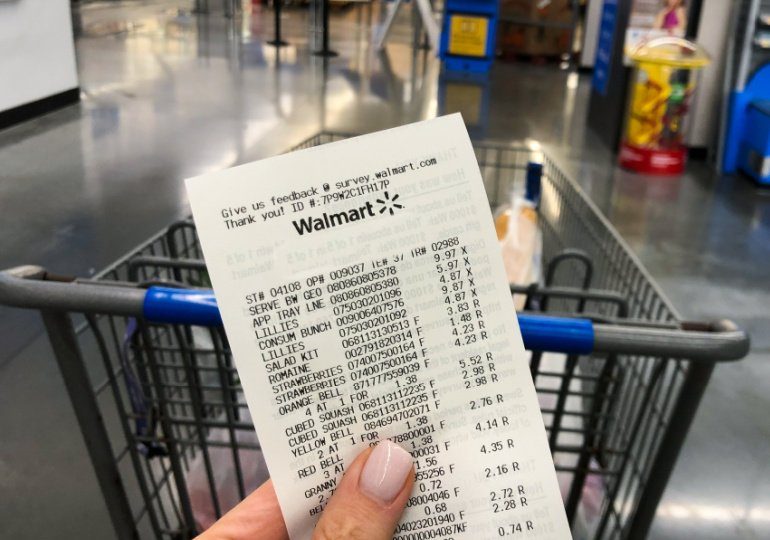 Give us feedback @ survey.walmart.com
Thank you! ID #:7P9W2C1FH17P
Walmart
ST# 04108 OP# 009037 TE# 37 TR# 02988
SERVE BW GEO 080860805378 9.97 X
APP TRAY LNE 080860805380 5.97 X
LILLIES 075030201096 4.87 X
CONSUM BUNCH 009006407576 9.87 X
LILLIES 075030201092 4.87 X
SALAD KIT 068113130513 F 3.83 R
ROMAINE 002791820314 F 1.48 R
STRAWBERRIES 074007500164 F 4.23 R
STRAWBERRIES 074007500164 F 4.23 R
ORANGE BELL 871777559039 F
4 AT 1 FOR 1.38 5.52 R
CUBED SQUASH 068113112235 F 2.98 R
CUBED SQUASH 068113112235 F 2.98 R
YELLOW BELL 084694702071 F
2 AT 1 FOR 1.38 2.76 R
RED BELL F
3 AT 1.38 4.14 R
GRANNY
1.56 4.35 R
F
0.72 2.16 R
F
0.68 2.72 R
F 2.28 R
0.74 R